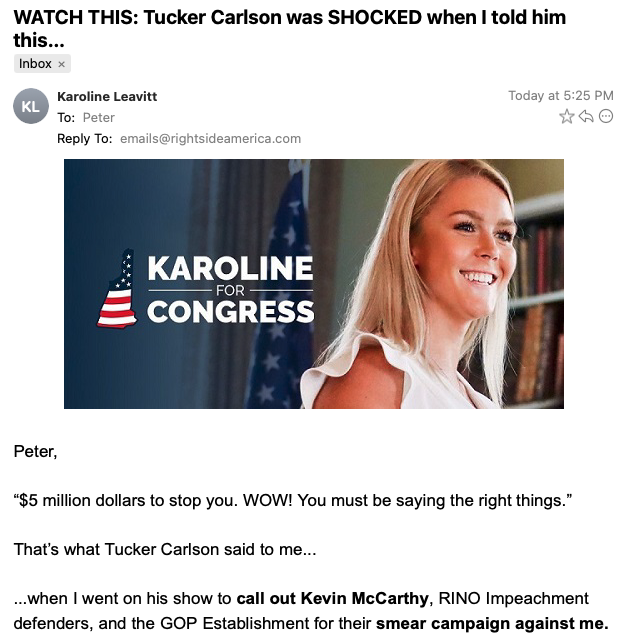 WATCH THIS: Tucker Carlson was SHOCKED when I told him
this...
Inbox ×
KL
Karoline Leavitt
Today at 5:25 PM
To: Peter
Reply To: emails@rightsideamerica.com
KAROLINE
FOR
CONGRESS
Peter,
“$5 million dollars to stop you. WOW! You must be saying the right things.”
That’s what Tucker Carlson said to me...
...when I went on his show to call out Kevin McCarthy, RINO Impeachment
defenders, and the GOP Establishment for their smear campaign against me.